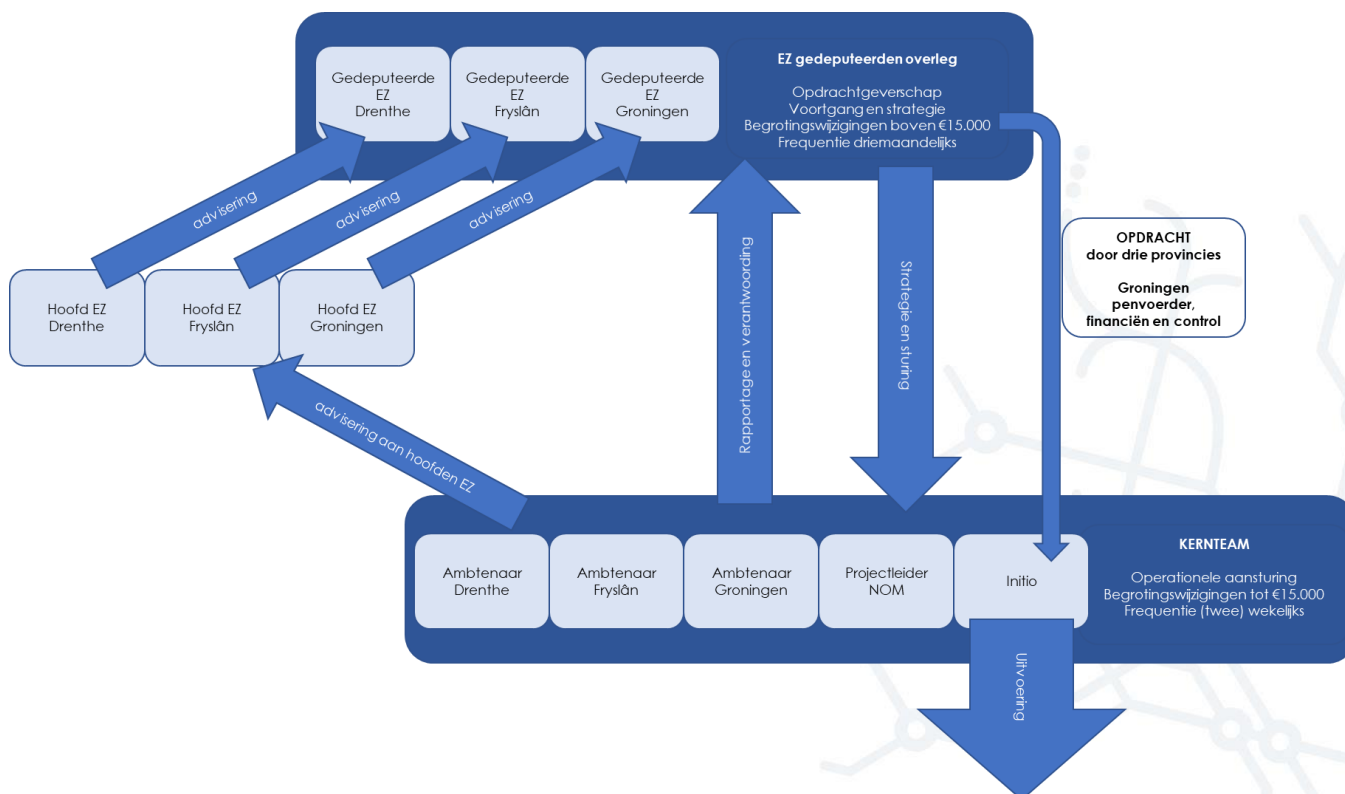 Gedeputeerde
EZ
Drenthe
Gedeputeerde
EZ
Fryslân
Gedeputeerde
EZ
Groningen
EZ gedeputeerden overleg
Opdrachtgeverschap
Voortgang en strategie
Begrotingswijzigingen boven €15.000
Frequentie driemaandelijks
advisering
advisering
advisering
OPDRACHT
door drie provincies
Groningen
penvoerder,
financiën en control
Hoofd EZ
Drenthe
Hoofd EZ
Fryslân
Hoofd EZ
Groningen
Rapportage en verantwoording
Strategie en sturing
advisering aan hoofden EZ
Ambtenaar
Drenthe
Ambtenaar
Fryslân
Ambtenaar
Groningen
Projectleider
NOM
Initio
KERNTEAM
Operationele aansturing
Begrotingswijzigingen tot €15.000
Frequentie (twee) wekelijks
Uitvoering